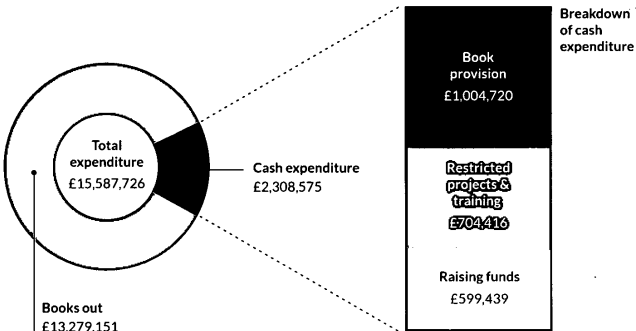 Total
expenditure
£15,587,726
Books out
£13,279,151
Cash expenditure
£2,308,575
Breakdown
of cash
expenditure
Book
provision
£1,004,720
Restricted
projects &
training
£704,416
Raising funds
£599,439